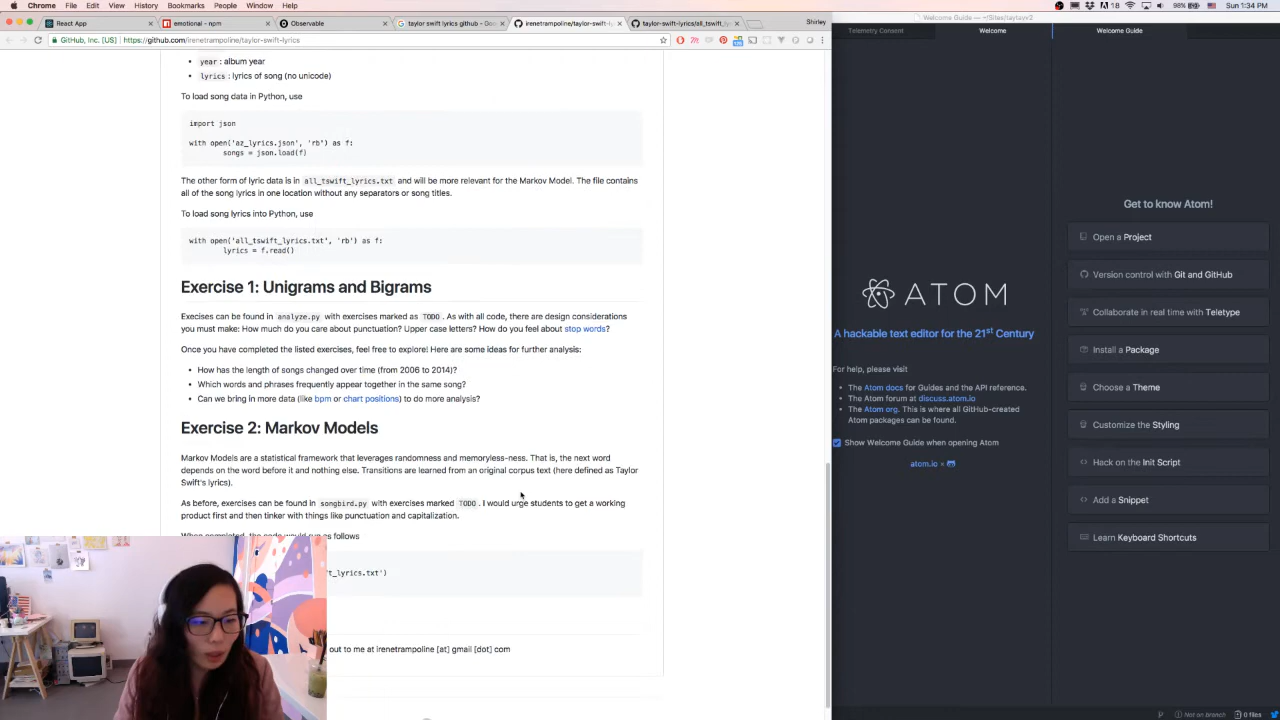 Chrome File Edit View History Bookmarks People Window Help
18 98% Sun 1:34 PM
React App
emotional - npm
Observable
taylor swift lyrics github - Goo
irenetrampoline/taylor-swift-l
taylor-swift-lyrics/all_tswift_ly
Shirley
GitHub, Inc. [US] https://github.com/irenetrampoline/taylor-swift-lyrics
year : album year
lyrics : lyrics of song (no unicode)
To load song data in Python, use
import json
with open('az_lyrics.json', 'rb') as f:
songs = json.load(f)
The other form of lyric data is in all_tswift_lyrics.txt and will be more relevant for the Markov Model. The file contains
all of the song lyrics in one location without any separators or song titles.
To load song lyrics into Python, use
with open('all_tswift_lyrics.txt', 'rb') as f:
lyrics = f.read()
Exercise 1: Unigrams and Bigrams
Execises can be found in analyze.py with exercises marked as TODO . As with all code, there are design considerations
you must make: How much do you care about punctuation? Upper case letters? How do you feel about stop words?
Once you have completed the listed exercises, feel free to explore! Here are some ideas for further analysis:
How has the length of songs changed over time (from 2006 to 2014)?
Which words and phrases frequently appear together in the same song?
Can we bring in more data (like bpm or chart positions) to do more analysis?
Exercise 2: Markov Models
Markov Models are a statistical framework that leverages randomness and memoryless-ness. That is, the next word
depends on the word before it and nothing else. Transitions are learned from an original corpus text (here defined as Taylor
Swift's lyrics).
As before, exercises can be found in songbird.py with exercises marked TODO . I would urge students to get a working
product first and then tinker with things like punctuation and capitalization.
as follows
t_lyrics.txt')
out to me at irenetrampoline [at] gmail [dot] com
Welcome Guide — ~/Sites/taytayv2
Telemetry Consent
Welcome
Welcome Guide
ATOM
A hackable text editor for the 21st Century
For help, please visit
The Atom docs for Guides and the API reference.
The Atom forum at discuss.atom.io
The Atom org. This is where all GitHub-created
Atom packages can be found.
Show Welcome Guide when opening Atom
atom.io ×
Get to know Atom!
Open a Project
Version control with Git and GitHub
Collaborate in real time with Teletype
Install a Package
Choose a Theme
Customize the Styling
Hack on the Init Script
Add a Snippet
Learn Keyboard Shortcuts
Not on branch
0 files